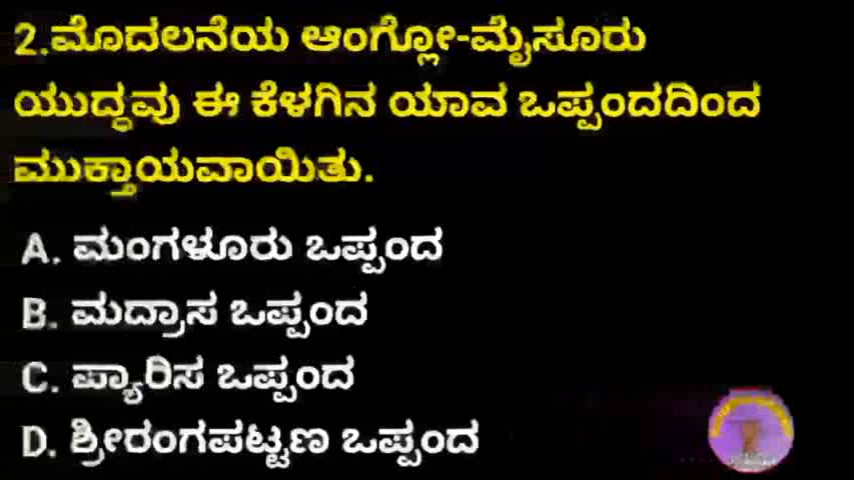 2.ಮೊದಲನೆಯ ಆಂಗ್ಲೋ-ಮೈಸೂರು
ಯುದ್ಧವು ಈ ಕೆಳಗಿನ ಯಾವ ಒಪ್ಪಂದದಿಂದ
ಮುಕ್ತಾಯವಾಯಿತು.
A. ಮಂಗಳೂರು ಒಪ್ಪಂದ
B. ಮದ್ರಾಸ ಒಪ್ಪಂದ
C. ಪ್ಯಾರಿಸ ಒಪ್ಪಂದ
D. ಶ್ರೀರಂಗಪಟ್ಟಣ ಒಪ್ಪಂದ